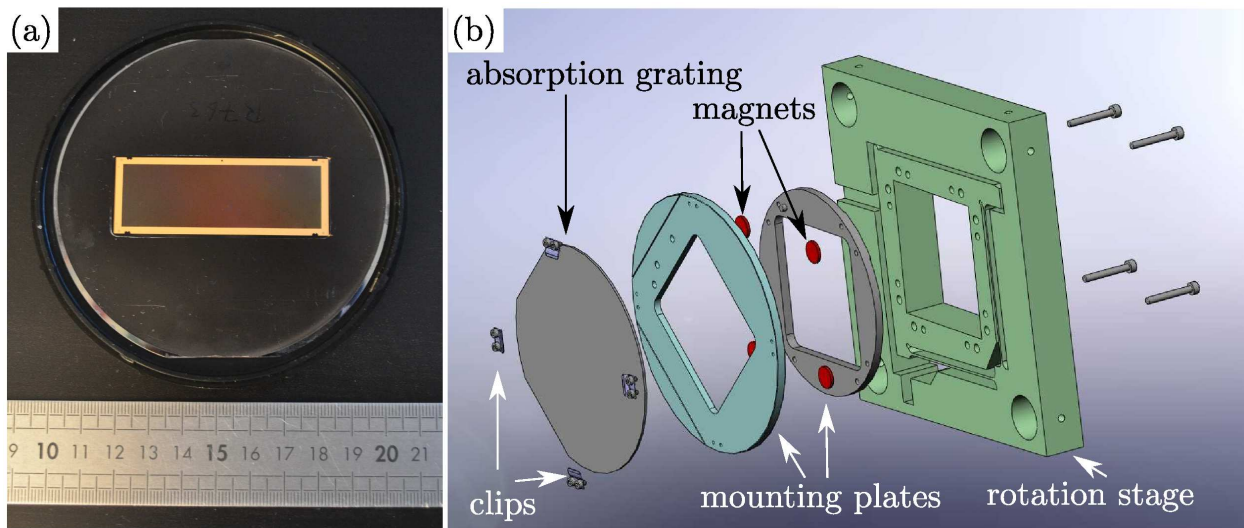 (a)
R 763
9 10 11 12 13 14 15 16 17 18 19 20 21
(b)
absorption grating
magnets
clips
mounting plates
rotation stage